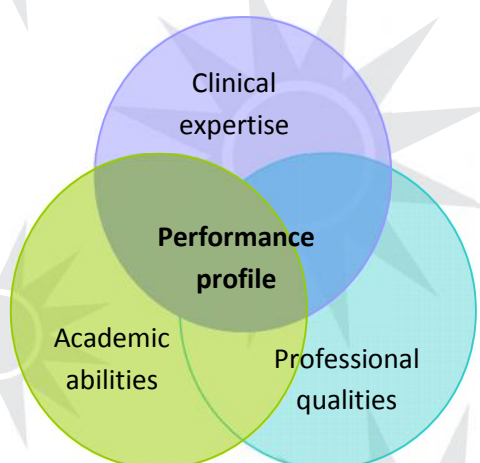 Clinical
expertise
Performance
profile
Academic
abilities
Professional
qualities